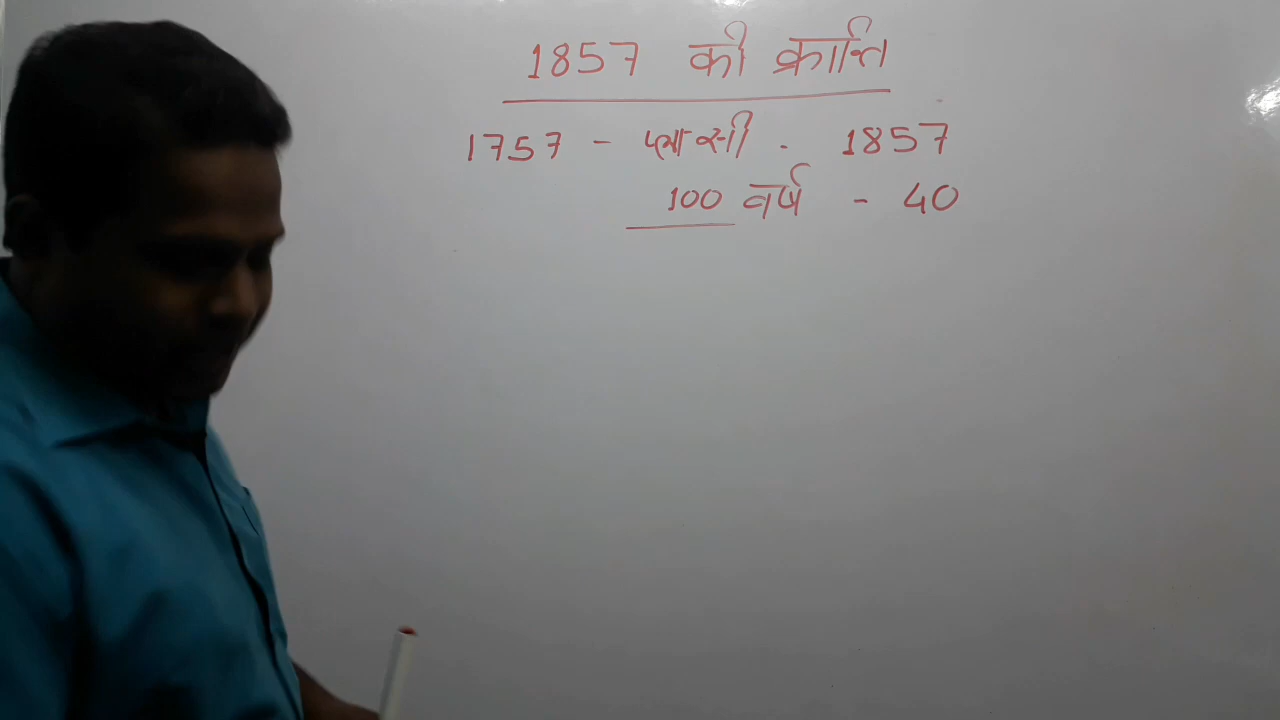 1857 की क्रान्ति
1757 - प्लासी . 1857
100 वर्ष - 40